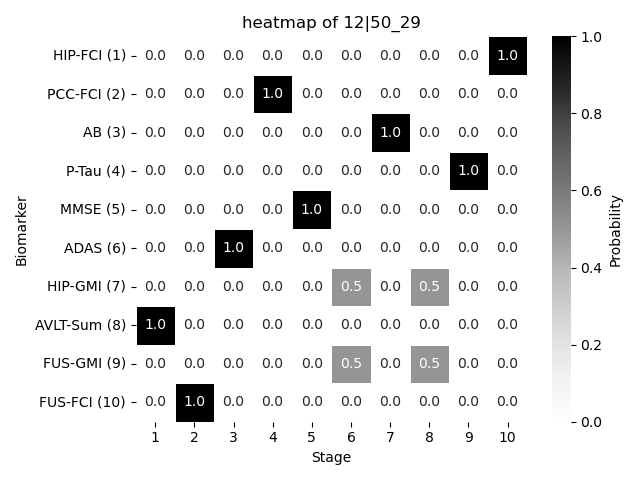 heatmap of 12|50_29
HIP-FCI (1) 0.0 0.0 0.0 0.0 0.0 0.0 0.0 0.0 0.0 1.0
PCC-FCI (2) 0.0 0.0 0.0 1.0 0.0 0.0 0.0 0.0 0.0 0.0
AB (3) 0.0 0.0 0.0 0.0 0.0 0.0 1.0 0.0 0.0 0.0
P-Tau (4) 0.0 0.0 0.0 0.0 0.0 0.0 0.0 0.0 1.0 0.0
MMSE (5) 0.0 0.0 0.0 0.0 1.0 0.0 0.0 0.0 0.0 0.0
ADAS (6) 0.0 0.0 1.0 0.0 0.0 0.0 0.0 0.0 0.0 0.0
HIP-GMI (7) 0.0 0.0 0.0 0.0 0.0 0.5 0.0 0.5 0.0 0.0
AVLT-Sum (8) 1.0 0.0 0.0 0.0 0.0 0.0 0.0 0.0 0.0 0.0
FUS-GMI (9) 0.0 0.0 0.0 0.0 0.0 0.5 0.0 0.5 0.0 0.0
FUS-FCI (10) 0.0 1.0 0.0 0.0 0.0 0.0 0.0 0.0 0.0 0.0
1 2 3 4 5 6 7 8 9 10
Stage
Biomarker
1.0
0.8
0.6
0.4
0.2
0.0
Probability